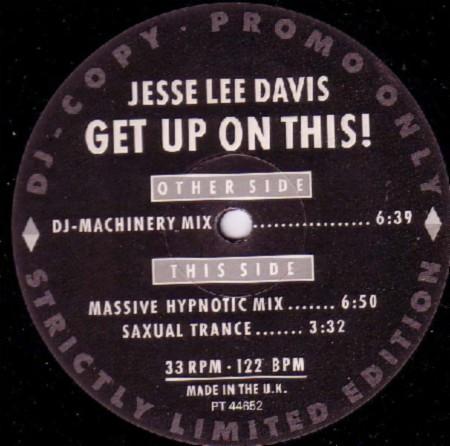 DJ-COPY · PROMO ONLY
JESSE LEE DAVIS
GET UP ON THIS!
OTHER SIDE
DJ-MACHINERY MIX .................. 6:39
THIS SIDE
MASSIVE HYPNOTIC MIX ....... 6:50
SAXUAL TRANCE ....... 3:32
33 RPM · 122 BPM
MADE IN THE U.K.
PT 44652
STRICTLY LIMITED EDITION